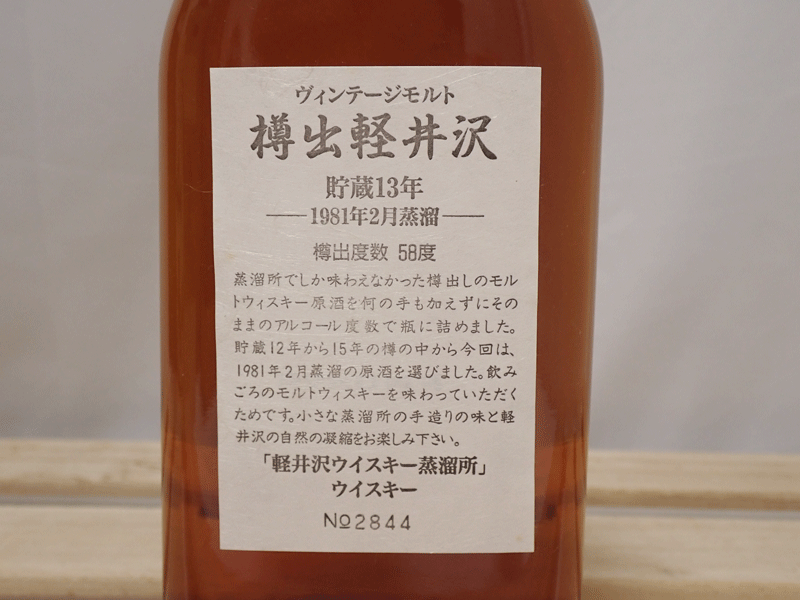 ヴィンテージモルト
樽出軽井沢
貯蔵13年
1981年2月蒸溜
樽出度数 58度
蒸溜所でしか味わえなかった樽出しのモル
トウィスキー原酒を何の手も加えずにその
ままのアルコール度数で瓶に詰めました。
貯蔵12年から15年の樽の中から今回は、
1981年2月蒸溜の原酒を選びました。飲み
ごろのモルトウィスキーを味わっていただく
ためです。小さな蒸溜所の手造りの味と軽
井沢の自然の凝縮をお楽しみ下さい。
「軽井沢ウイスキー蒸溜所」
ウイスキー
No2844